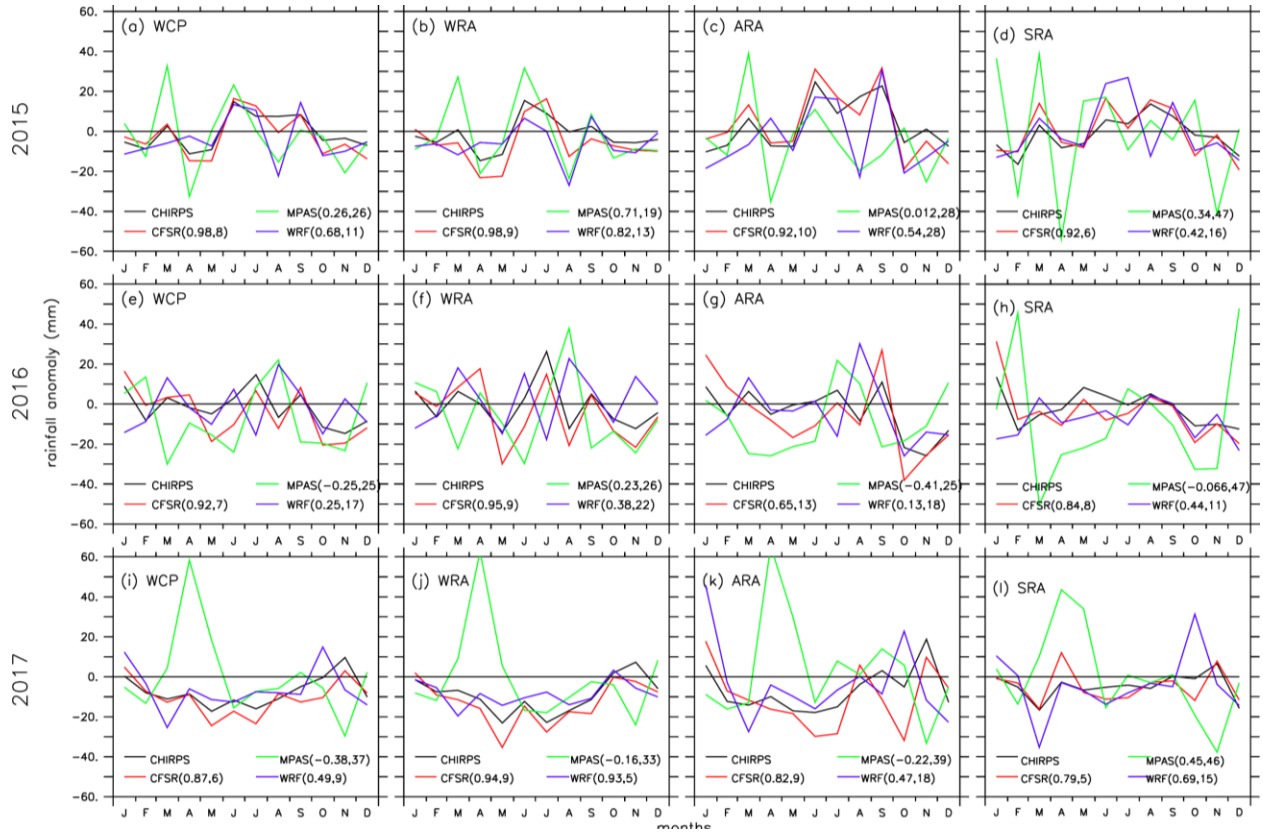 2015
60.
40.
20.
0.
−20.
−40.
−60.
(a) WCP
CHIRPS
MPAS(0.26,26)
CFSR(0.98,8)
WRF(0.68,11)
J F M A M J J A S O N D
(b) WRA
CHIRPS
MPAS(0.71,19)
CFSR(0.98,9)
WRF(0.82,13)
J F M A M J J A S O N D
(c) ARA
CHIRPS
MPAS(0.012,28)
CFSR(0.92,10)
WRF(0.54,28)
J F M A M J J A S O N D
(d) SRA
CHIRPS
MPAS(0.34,47)
CFSR(0.92,6)
WRF(0.42,16)
J F M A M J J A S O N D
2016
rainfall anomaly (mm)
60.
40.
20.
0.
−20.
−40.
−60.
(e) WCP
CHIRPS
MPAS(−0.25,25)
CFSR(0.92,7)
WRF(0.25,17)
J F M A M J J A S O N D
(f) WRA
CHIRPS
MPAS(0.23,26)
CFSR(0.95,9)
WRF(0.38,22)
J F M A M J J A S O N D
(g) ARA
CHIRPS
MPAS(−0.41,25)
CFSR(0.65,13)
WRF(0.13,18)
J F M A M J J A S O N D
(h) SRA
CHIRPS
MPAS(−0.066,47)
CFSR(0.84,8)
WRF(0.44,11)
J F M A M J J A S O N D
2017
60.
40.
20.
0.
−20.
−40.
−60.
(i) WCP
CHIRPS
MPAS(−0.38,37)
CFSR(0.87,6)
WRF(0.49,9)
J F M A M J J A S O N D
(j) WRA
CHIRPS
MPAS(−0.16,33)
CFSR(0.94,9)
WRF(0.93,5)
J F M A M J J A S O N D
(k) ARA
CHIRPS
MPAS(−0.22,39)
CFSR(0.82,9)
WRF(0.47,18)
J F M A M J J A S O N D
(l) SRA
CHIRPS
MPAS(0.45,46)
CFSR(0.79,5)
WRF(0.69,15)
J F M A M J J A S O N D
months